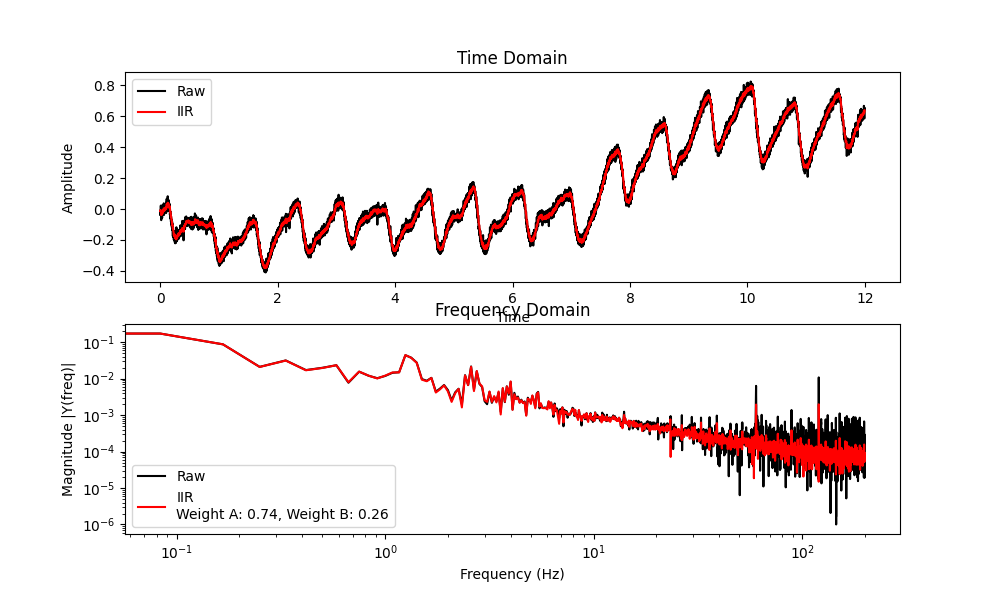 Time Domain
Amplitude
0.8
0.6
0.4
0.2
0.0
−0.2
−0.4
Raw
IIR
0
2
4
6
8
10
12
Time
Frequency Domain
Magnitude |Y(freq)|
10⁻¹
10⁻²
10⁻³
10⁻⁴
10⁻⁵
10⁻⁶
Raw
IIR
Weight A: 0.74, Weight B: 0.26
10⁻¹
10⁰
10¹
10²
Frequency (Hz)